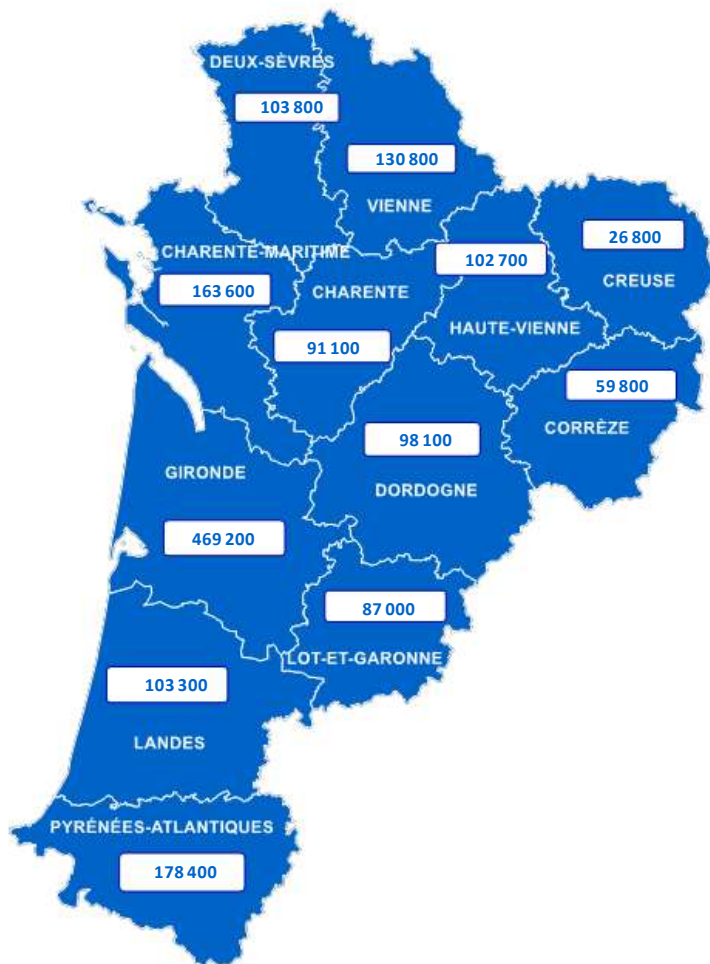 DEUX-SÈVRES
103 800
130 800
VIENNE
26 800
CREUSE
CHARENTE-MARITIME
163 600
102 700
HAUTE-VIENNE
CHARENTE
91 100
59 800
CORRÈZE
98 100
DORDOGNE
GIRONDE
469 200
87 000
LOT-ET-GARONNE
103 300
LANDES
PYRÉNÉES-ATLANTIQUES
178 400